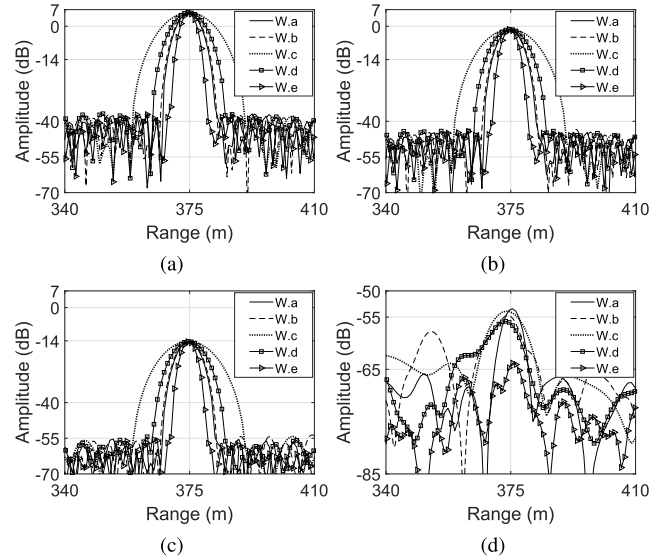 Amplitude (dB)
7
0
-14
-40
-55
-70
340
375
410
Range (m)
W.a
W.b
W.c
W.d
W.e
(a)
Amplitude (dB)
7
0
-14
-40
-55
-70
340
375
410
Range (m)
W.a
W.b
W.c
W.d
W.e
(b)
Amplitude (dB)
7
0
-14
-40
-55
-70
340
375
410
Range (m)
W.a
W.b
W.c
W.d
W.e
(c)
Amplitude (dB)
-50
-55
-65
-85
340
375
410
Range (m)
W.a
W.b
W.c
W.d
W.e
(d)